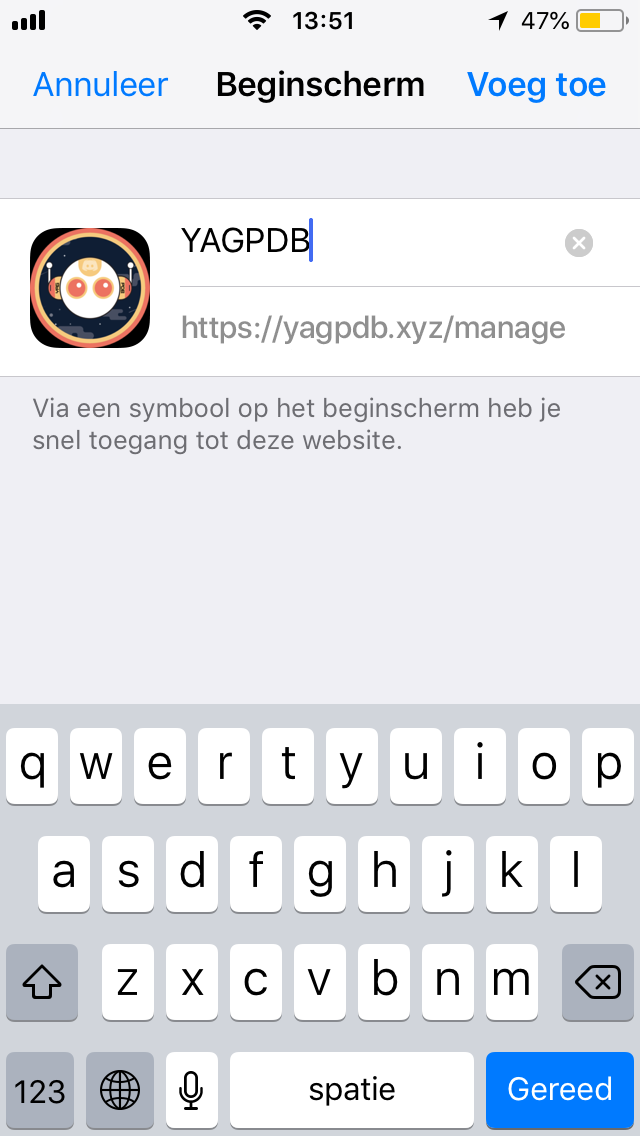 13:51 47%
Annuleer Beginscherm Voeg toe
YAGPDB
https://yagpdb.xyz/manage
Via een symbool op het beginscherm heb je
snel toegang tot deze website.
q w e r t y u i o p
a s d f g h j k l
z x c v b n m
123 spatie Gereed